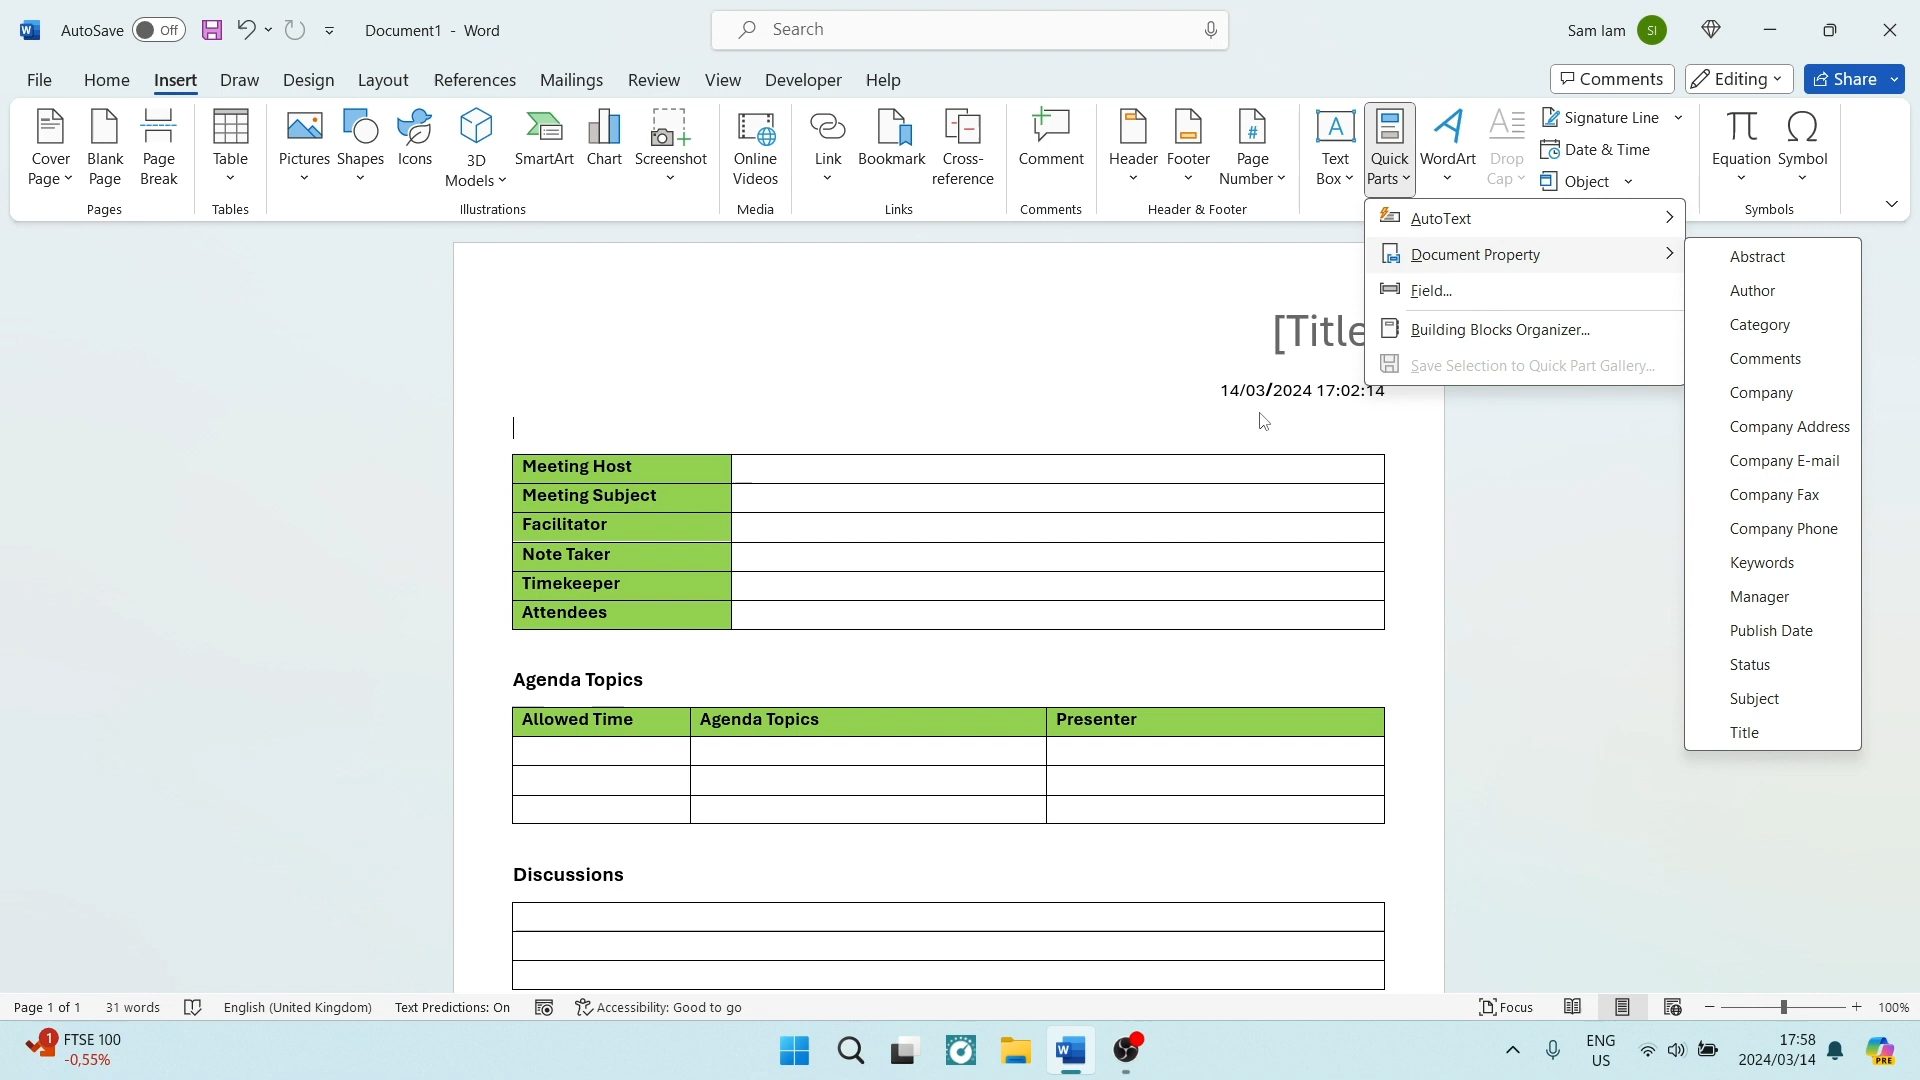 AutoSave Off Document1 - Word Search Sam lam SI
File Home Insert Draw Design Layout References Mailings Review View Developer Help Comments Editing Share
Cover Page
Blank Page
Page Break
Pages
Table
Tables
Pictures
Shapes
Icons
3D Models
SmartArt
Chart
Screenshot
Illustrations
Online Videos
Media
Link
Bookmark
Cross-reference
Links
Comment
Comments
Header
Footer
Page Number
Header & Footer
Text Box
Quick Parts
WordArt
Drop Cap
Signature Line
Date & Time
Object
Equation
Symbol
Symbols
AutoText
Document Property
Field...
Building Blocks Organizer...
Save Selection to Quick Part Gallery...
Abstract
Author
Category
Comments
Company
Company Address
Company E-mail
Company Fax
Company Phone
Keywords
Manager
Publish Date
Status
Subject
Title
[Title
14/03/2024 17:02:14
Meeting Host
Meeting Subject
Facilitator
Note Taker
Timekeeper
Attendees
Agenda Topics
Allowed Time Agenda Topics Presenter
Discussions
Page 1 of 1 31 words English (United Kingdom) Text Predictions: On Accessibility: Good to go Focus 100%
1 FTSE 100
-0,55%
ENG
US
17:58
2024/03/14
PRE